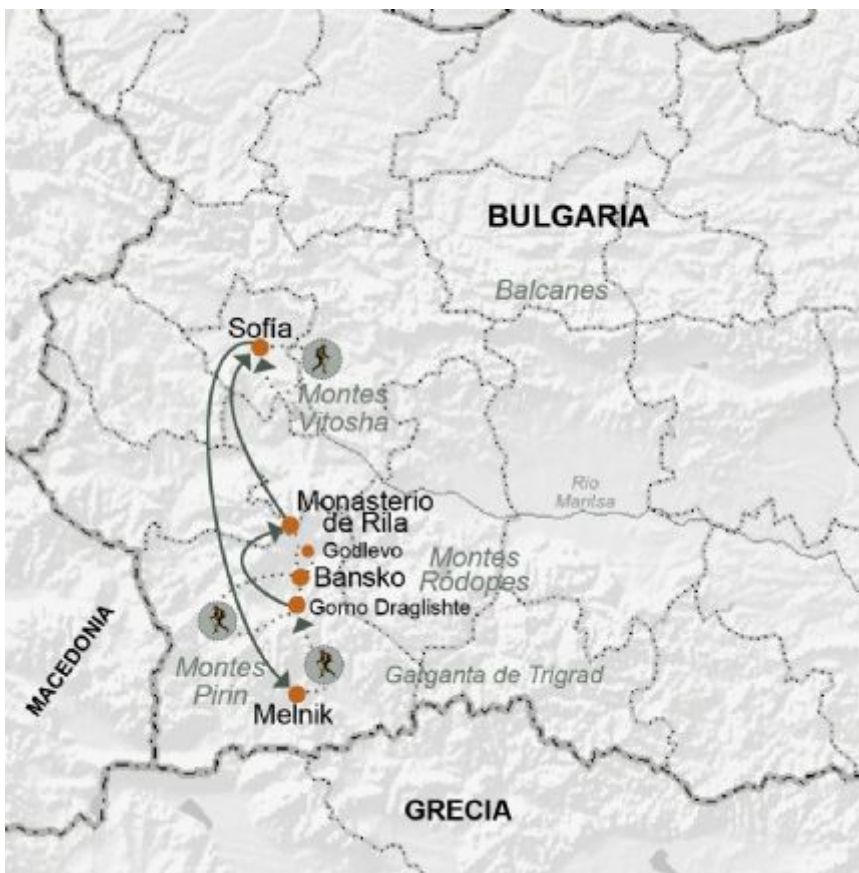 BULGARIA
Balcanes
Sofía
Montes
Vitosha
Río
Maritsa
Monasterio
de Rila
Godlevo
Montes
Ródopes
Bansko
Gorno Draglishte
MACEDONIA
Montes
Pirin
Garganta de Trigrad
Melnik
GRECIA